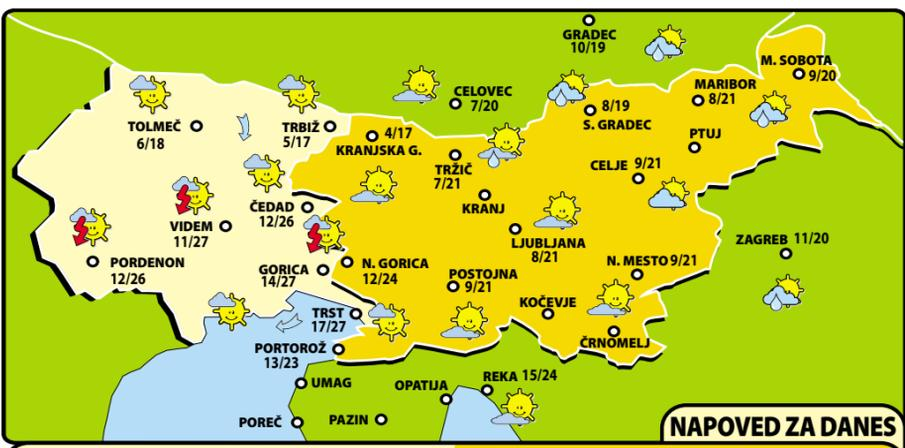 GRADEC
10/19
M. SOBOTA
9/20
MARIBOR
8/21
CELOVEC
7/20
8/19
S. GRADEC
TOLMEČ
6/18
TRBIŽ
5/17
4/17
KRANJSKA G.
PTUJ
TRŽIČ
7/21
CELJE 9/21
KRANJ
ČEDAD
12/26
VIDEM
11/27
LJUBLJANA
8/21
ZAGREB 11/20
PORDENON
12/26
GORICA
14/27
N. GORICA
12/24
POSTOJNA
9/21
N. MESTO 9/21
KOČEVJE
TRST
17/27
ČRNOMELJ
PORTOROŽ
13/23
UMAG
OPATIJA
REKA 15/24
POREČ
PAZIN
NAPOVED ZA DANES